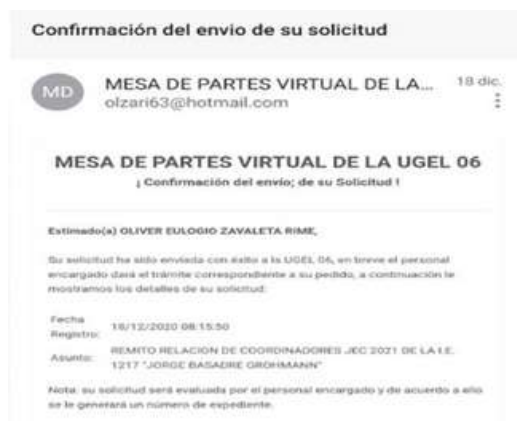 Confirmación del envio de su solicitud
MD
MESA DE PARTES VIRTUAL DE LA...
18 dic.
olzari63@hotmail.com
MESA DE PARTES VIRTUAL DE LA UGEL 06
¡ Confirmación del envío; de su Solicitud !
Estimado(a) OLIVER EULOGIO ZAVALETA RIME,
Su solicitud ha sido enviada con éxito a la UGEL 06, en breve el personal
encargado dará el trámite correspondiente a su pedido, a continuación le
mostramos los detalles de su solicitud:
Fecha
Registro:
18/12/2020 08:15:50
Asunto:
REMITO RELACION DE COORDINADORES JEC 2021 DE LA I.E.
1217 "JORGE BASADRE GROHMANN"
Nota: su solicitud será evaluada por el personal encargado y de acuerdo a ello
se le generará un número de expediente.